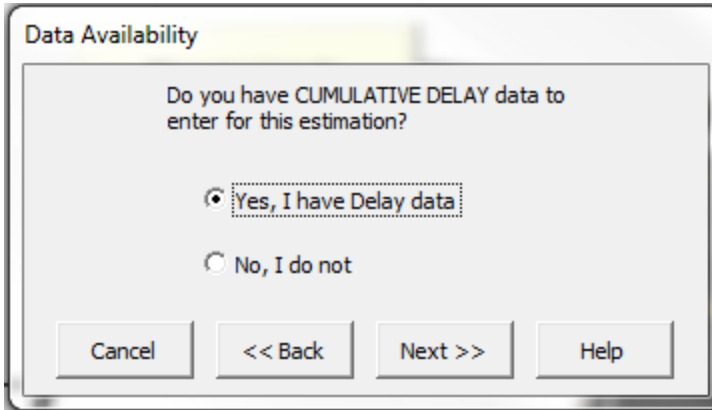 Data Availability
Do you have CUMULATIVE DELAY data to
enter for this estimation?
Yes, I have Delay data
No, I do not
Cancel << Back Next >> Help